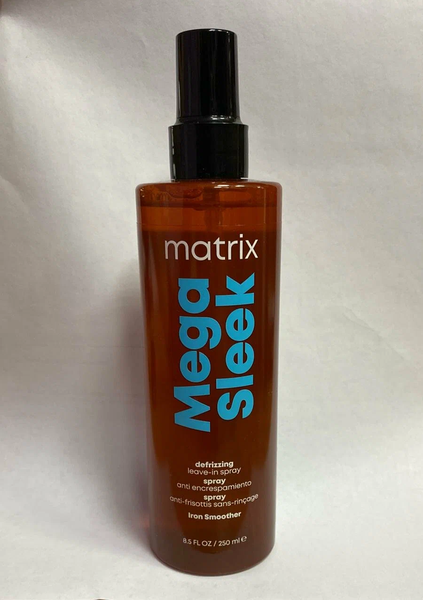 matrix
Mega
Sleek
defrizzing
leave-in spray
spray
anti encrespamiento
spray
anti-frisottis sans-rinçage
Iron Smoother
8.5 FL OZ / 250 ml e